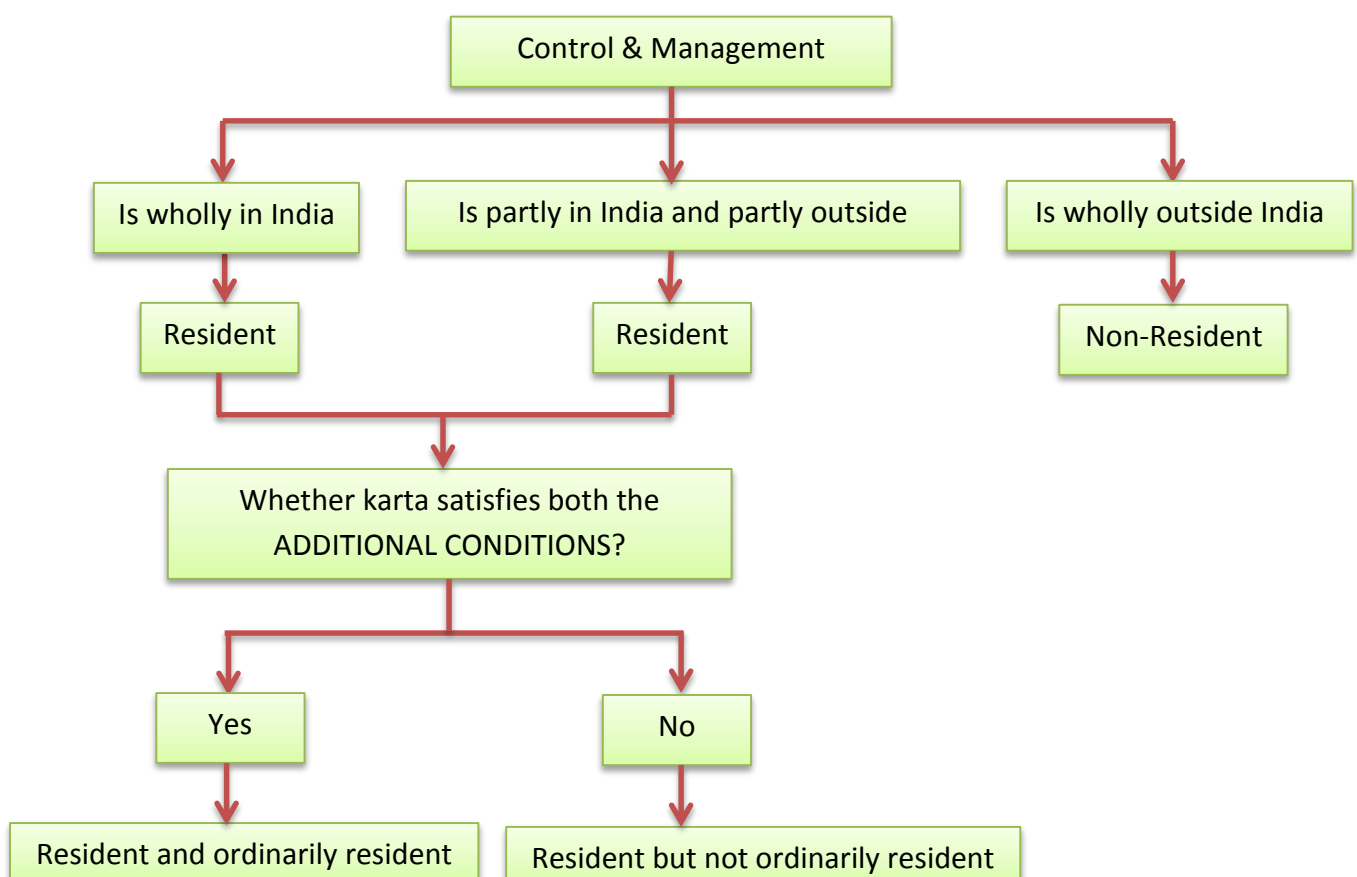 Control & Management
Is wholly in India
Is partly in India and partly outside
Is wholly outside India
Resident
Resident
Non-Resident
Whether karta satisfies both the
ADDITIONAL CONDITIONS?
Yes
No
Resident and ordinarily resident
Resident but not ordinarily resident